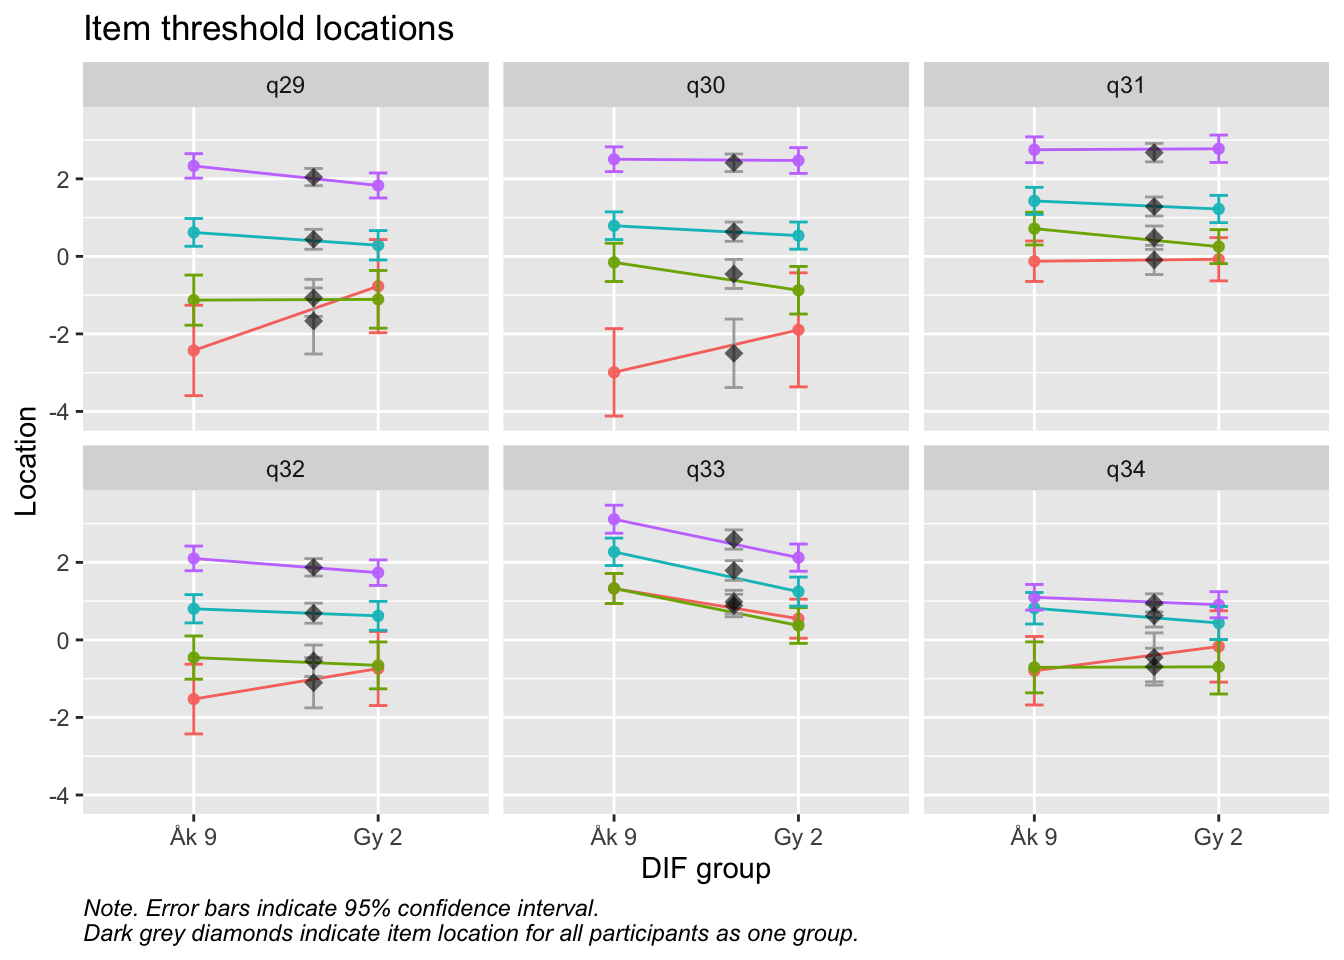 Item threshold locations
q29
q30
q31
2
0
-2
-4
Location
q32
q33
q34
2
0
-2
-4
Åk 9
Gy 2
Åk 9
Gy 2
Åk 9
Gy 2
DIF group
Note. Error bars indicate 95% confidence interval.
Dark grey diamonds indicate item location for all participants as one group.